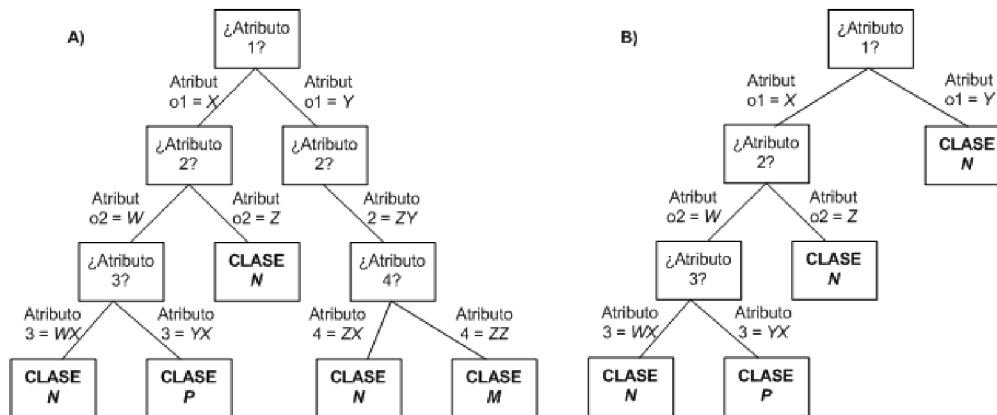 A)
¿Atributo
1?
Atribut
o1 = X
Atribut
o1 = Y
¿Atributo
2?
¿Atributo
2?
Atribut
o2 = W
Atribut
o2 = Z
Atributo
2 = ZY
¿Atributo
3?
CLASE
N
¿Atributo
4?
Atributo
3 = WX
Atributo
3 = YX
Atributo
4 = ZX
Atributo
4 = ZZ
CLASE
N
CLASE
P
CLASE
N
CLASE
M
B)
¿Atributo
1?
Atribut
o1 = X
Atribut
o1 = Y
¿Atributo
2?
CLASE
N
Atribut
o2 = W
Atribut
o2 = Z
¿Atributo
3?
CLASE
N
Atributo
3 = WX
Atributo
3 = YX
CLASE
N
CLASE
P